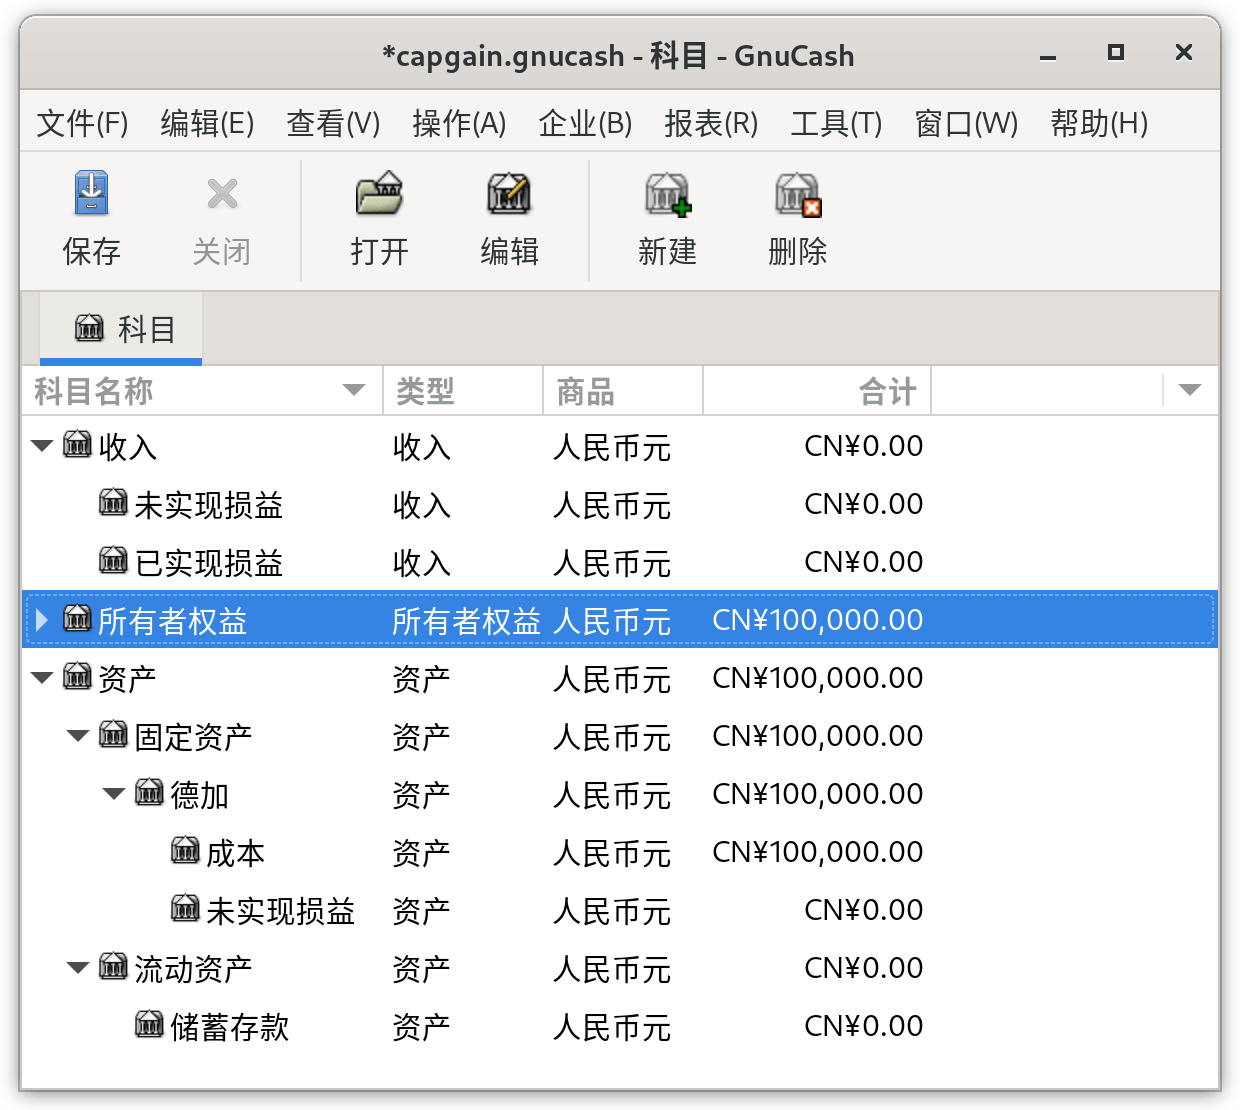 *capgain.gnucash - 科目 - GnuCash
文件(F) 编辑(E) 查看(V) 操作(A) 企业(B) 报表(R) 工具(T) 窗口(W) 帮助(H)
保存 关闭 打开 编辑 新建 删除
科目
科目名称 类型 商品 合计
收入 收入 人民币元 CN¥0.00
未实现损益 收入 人民币元 CN¥0.00
已实现损益 收入 人民币元 CN¥0.00
所有者权益 所有者权益 人民币元 CN¥100,000.00
资产 资产 人民币元 CN¥100,000.00
固定资产 资产 人民币元 CN¥100,000.00
德加 资产 人民币元 CN¥100,000.00
成本 资产 人民币元 CN¥100,000.00
未实现损益 资产 人民币元 CN¥0.00
流动资产 资产 人民币元 CN¥0.00
储蓄存款 资产 人民币元 CN¥0.00